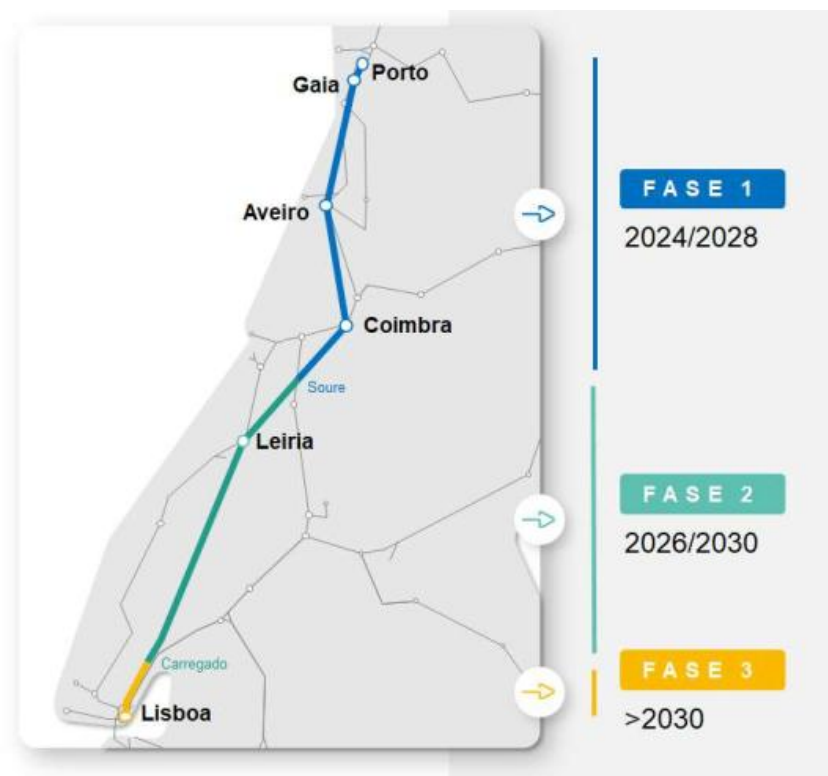 Porto
Gaia
Aveiro
Coimbra
Soure
Leiria
Carregado
Lisboa
FASE 1
2024/2028
FASE 2
2026/2030
FASE 3
>2030